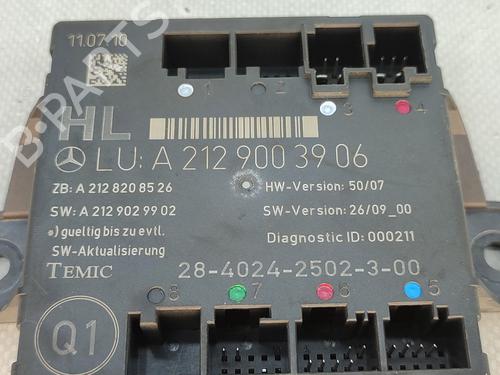 11.07.10
1
2
3
4
HL
LU: A 212 900 39 06
ZB: A 212 820 85 26
HW-Version: 50/07
SW: A 212 902 99 02
SW-Version: 26/09_00
*) gueltig bis zu evtl.
SW-Aktualisierung
Diagnostic ID: 000211
TEMIC
28-4024-2502-3-00
8
7
6
5
Q1
B-PARTS